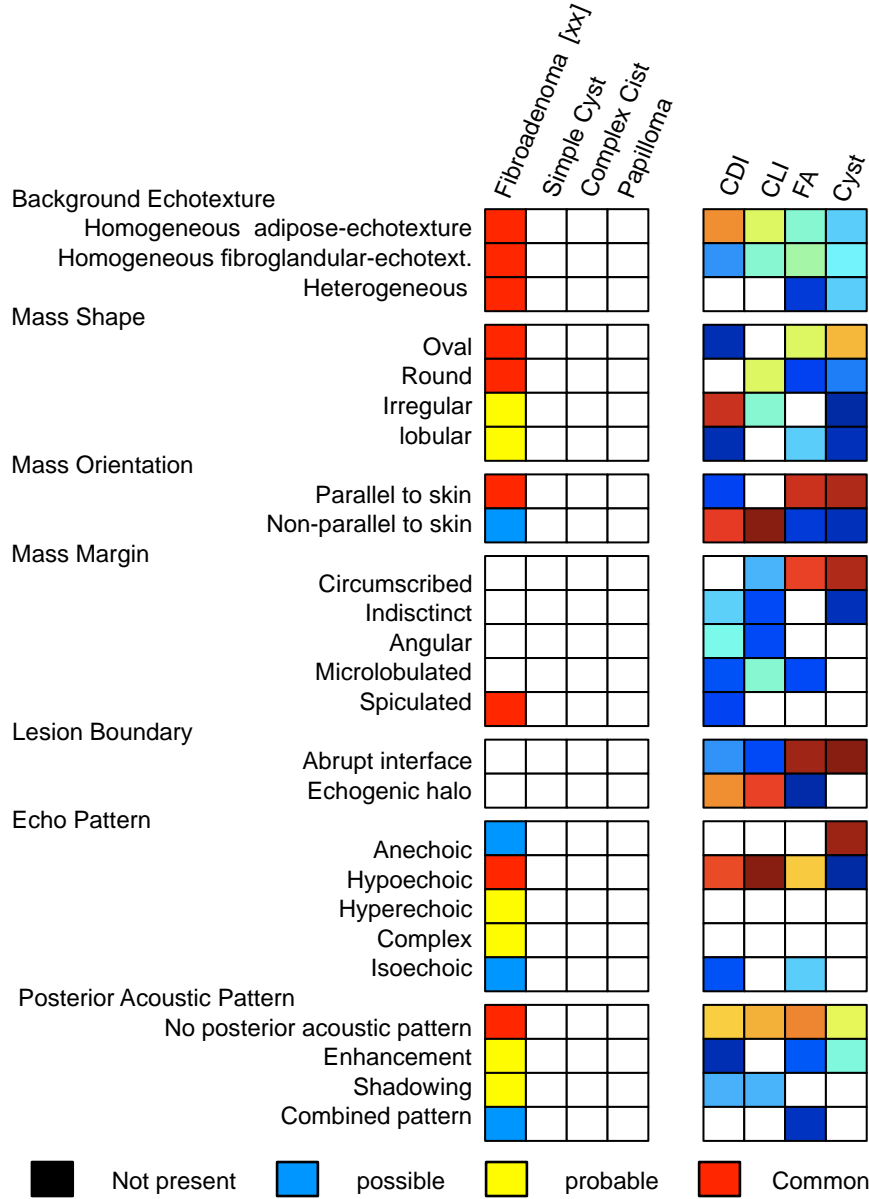 Fibroadenoma [xx]
Simple Cyst
Complex Cist
Papilloma
CDI
CLI
FA
Cyst
Background Echotexture
Homogeneous adipose-echotexture
Homogeneous fibroglandular-echotext.
Heterogeneous
Mass Shape
Oval
Round
Irregular
lobular
Mass Orientation
Parallel to skin
Non-parallel to skin
Mass Margin
Circumscribed
Indisctinct
Angular
Microlobulated
Spiculated
Lesion Boundary
Abrupt interface
Echogenic halo
Echo Pattern
Anechoic
Hypoechoic
Hyperechoic
Complex
Isoechoic
Posterior Acoustic Pattern
No posterior acoustic pattern
Enhancement
Shadowing
Combined pattern
Not present possible probable Common